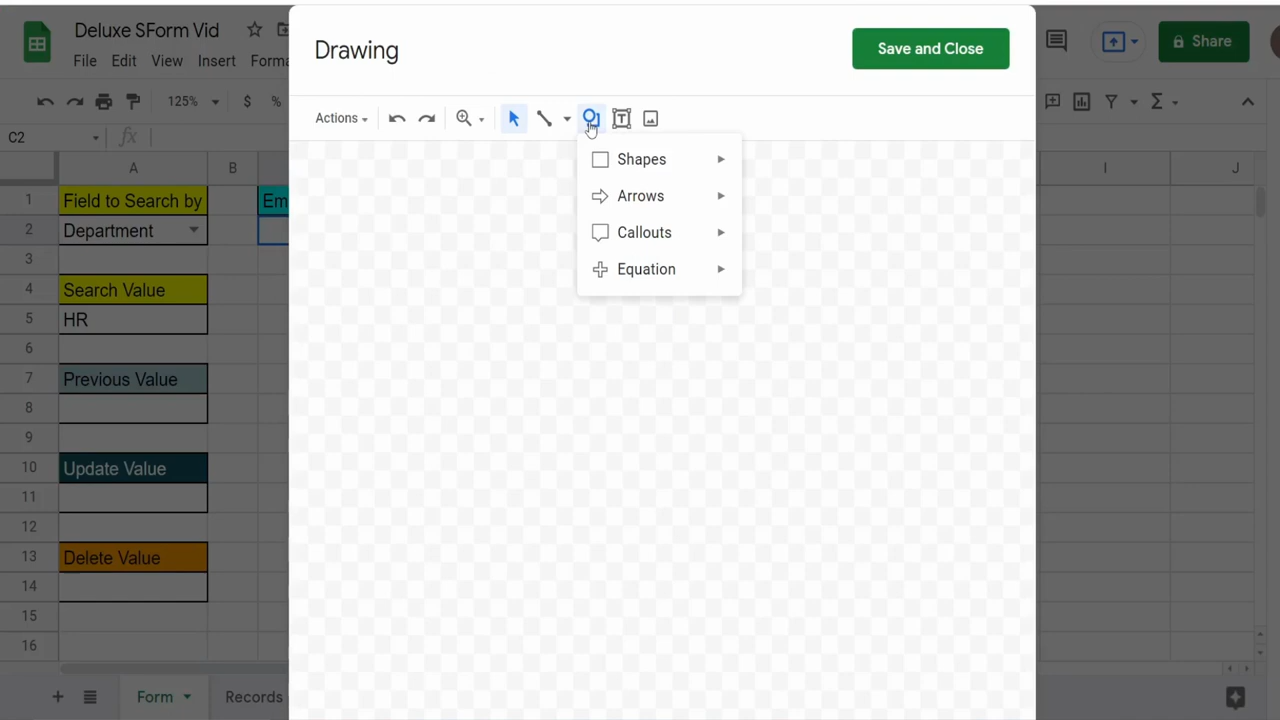 Deluxe SForm Vid
File Edit View Insert Forma
125% $ %
C2 fx
Drawing
Save and Close
Actions
Shapes
Arrows
Callouts
Equation
Share
A B I J
1 Field to Search by Em
2 Department
3
4 Search Value
5 HR
6
7 Previous Value
8
9
10 Update Value
11
12
13 Delete Value
14
15
16
Form Records